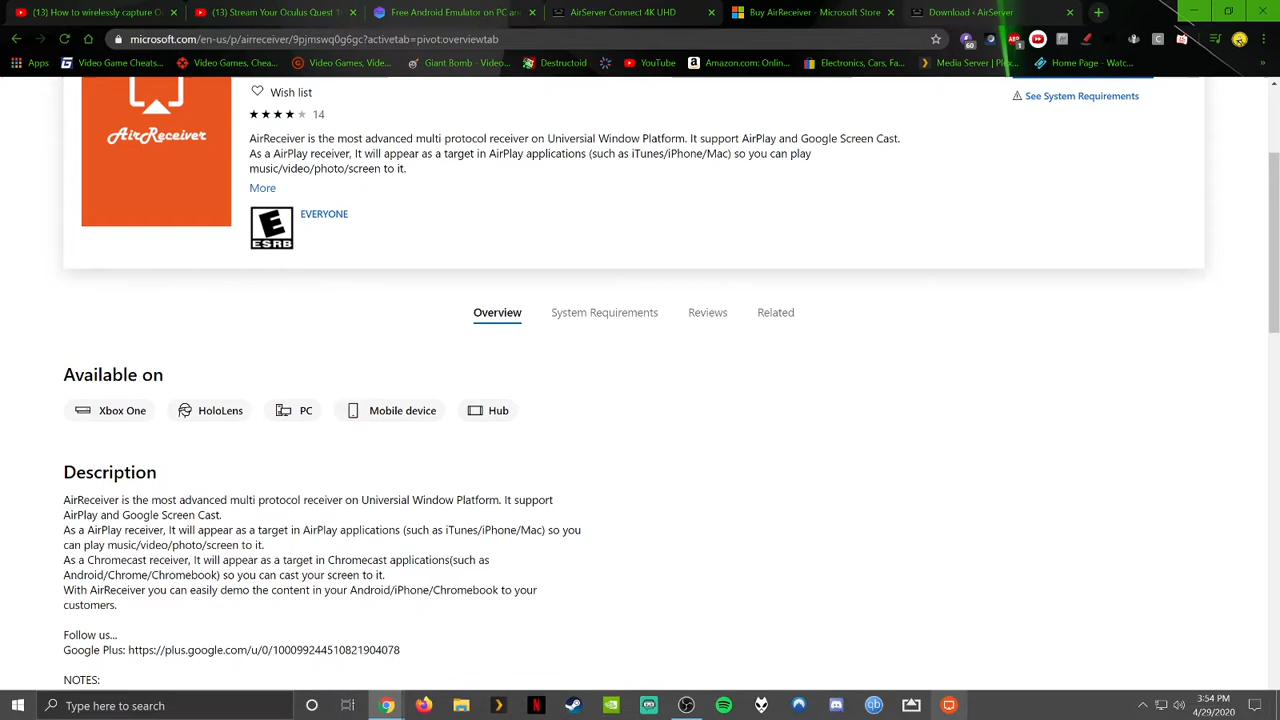 (13) How to wirelessly capture O
(13) Stream Your Oculus Quest
Free Android Emulator on PC an
AirServer Connect 4K UHD
Buy AirReceiver - Microsoft Store
Download ‹ AirServer
microsoft.com/en-us/p/airreceiver/9pjmswq0g6gc?activetab=pivot:overviewtab
Apps
Video Game Cheats...
Video Games, Chea...
Video Games, Vide...
Giant Bomb - Video...
Destructoid
YouTube
Amazon.com: Onlin...
Electronics, Cars, Fa...
Media Server | Plex...
Home Page - Watc...
AirReceiver
Wish list
See System Requirements
14
AirReceiver is the most advanced multi protocol receiver on Universial Window Platform. It support AirPlay and Google Screen Cast.
As a AirPlay receiver, It will appear as a target in AirPlay applications (such as iTunes/iPhone/Mac) so you can play
music/video/photo/screen to it.
More
E
ESRB
EVERYONE
Overview
System Requirements
Reviews
Related
Available on
Xbox One
HoloLens
PC
Mobile device
Hub
Description
AirReceiver is the most advanced multi protocol receiver on Universial Window Platform. It support
AirPlay and Google Screen Cast.
As a AirPlay receiver, It will appear as a target in AirPlay applications (such as iTunes/iPhone/Mac) so you
can play music/video/photo/screen to it.
As a Chromecast receiver, It will appear as a target in Chromecast applications(such as
Android/Chrome/Chromebook) so you can cast your screen to it.
With AirReceiver you can easily demo the content in your Android/iPhone/Chromebook to your
customers.
Follow us...
Google Plus: https://plus.google.com/u/0/100099244510821904078
NOTES:
Type here to search
3:54 PM
4/29/2020